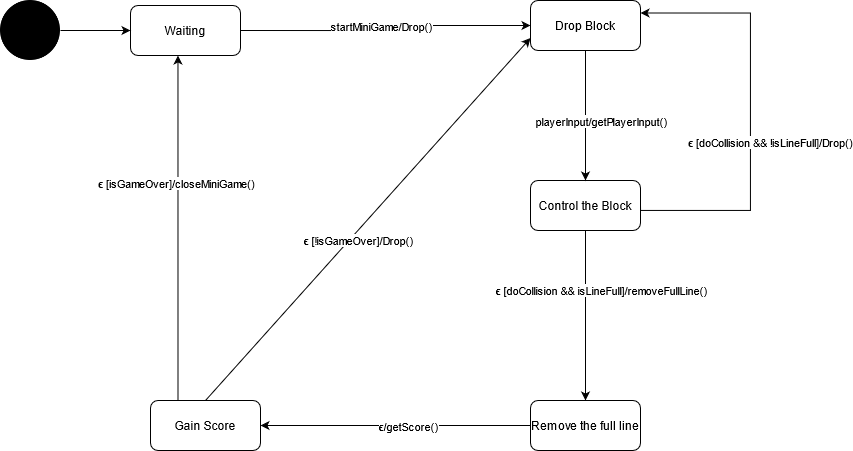 Waiting
startMiniGame/Drop()
Drop Block
playerInput/getPlayerInput()
ϵ [doCollision && !isLineFull]/Drop()
ϵ [isGameOver]/closeMiniGame()
Control the Block
ϵ [!isGameOver]/Drop()
ϵ [doCollision && isLineFull]/removeFullLine()
Gain Score
ϵ/getScore()
Remove the full line